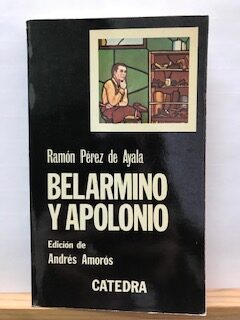 Ramón Pérez de Ayala
BELARMINO
Y APOLONIO
Edición de
Andrés Amorós
CATEDRA